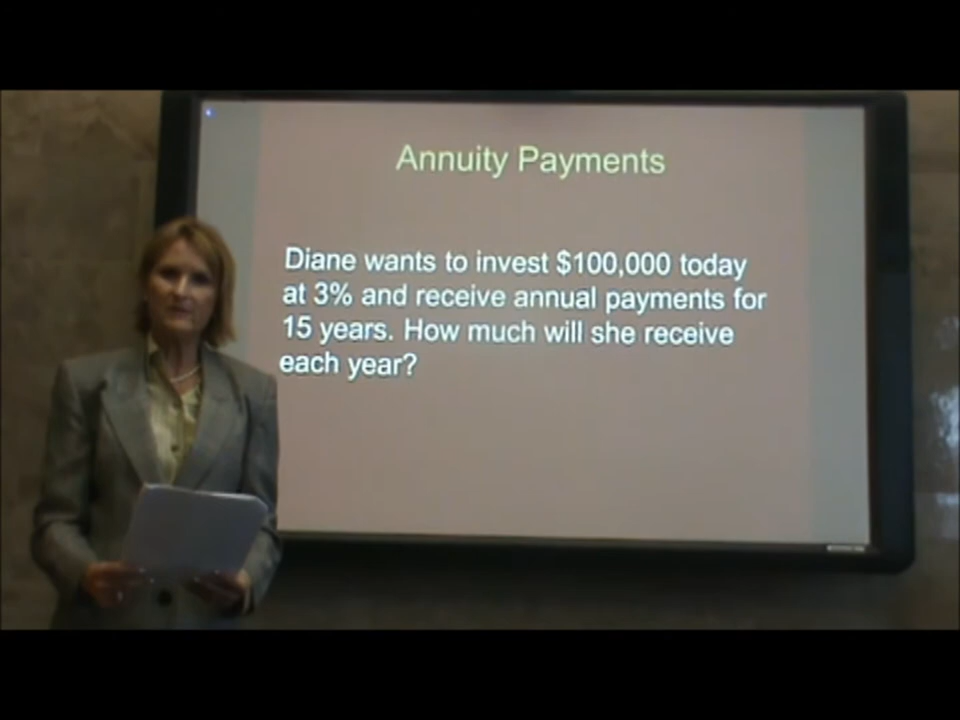 Annuity Payments
Diane wants to invest $100,000 today
at 3% and receive annual payments for
15 years. How much will she receive
each year?